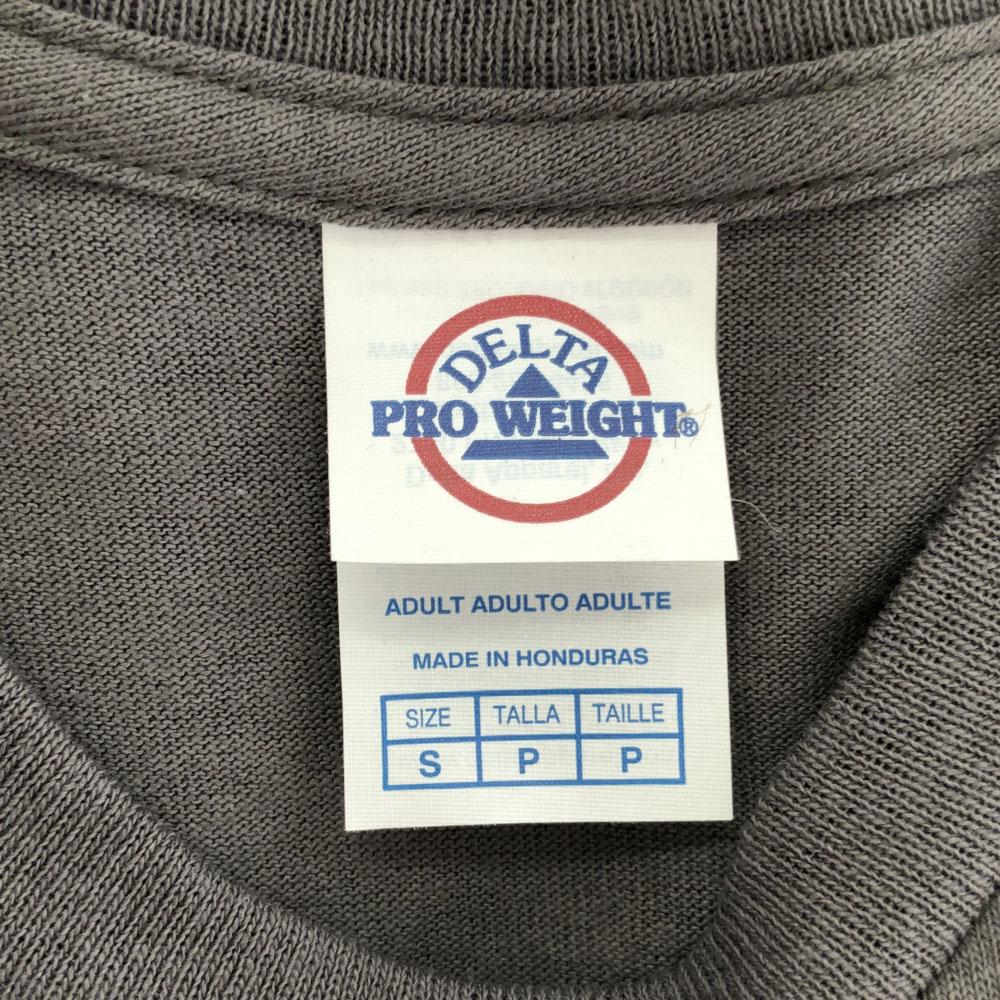 DELTA
PRO WEIGHT®
ADULT ADULTO ADULTE
MADE IN HONDURAS
SIZE TALLA TAILLE
S P P